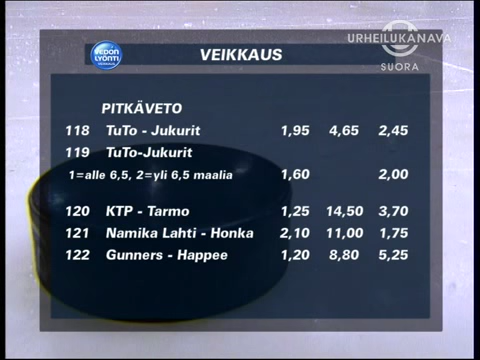 VEDON
LYÖNTI
VEIKKAUS
VEIKKAUS
URHEILUKANAVA
SUORA
PITKÄVETO
118 TuTo - Jukurit 1,95 4,65 2,45
119 TuTo-Jukurit
1=alle 6,5, 2=yli 6,5 maalia 1,60 2,00
120 KTP - Tarmo 1,25 14,50 3,70
121 Namika Lahti - Honka 2,10 11,00 1,75
122 Gunners - Happee 1,20 8,80 5,25